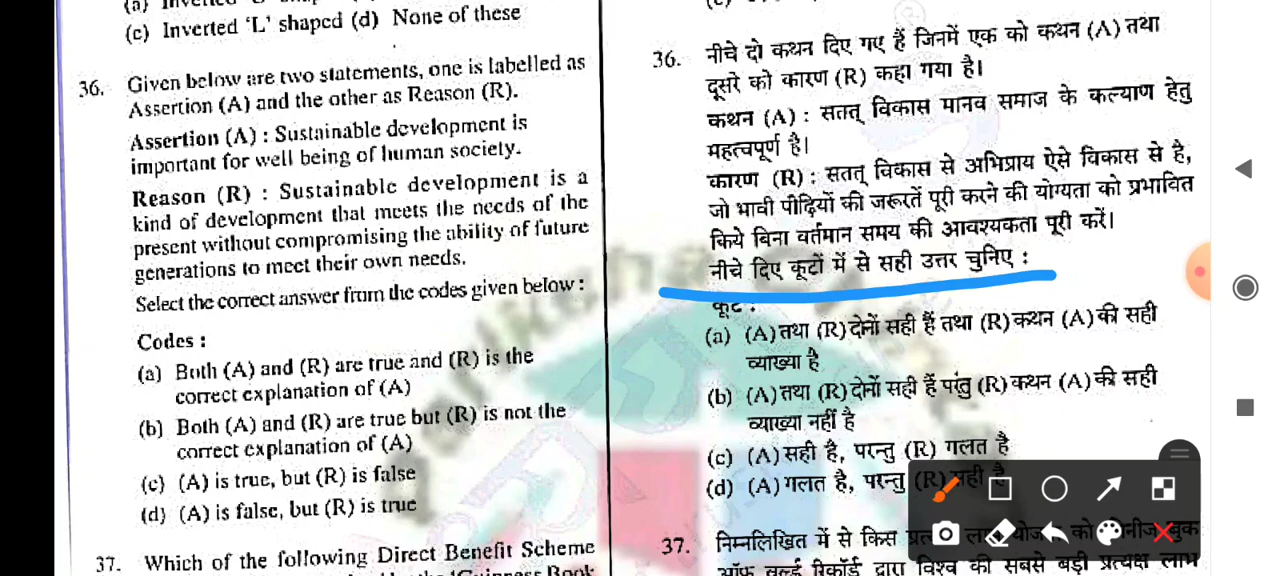 (c) Inverted 'L' shaped (d) None of these
36. Given below are two statements, one is labelled as
Assertion (A) and the other as Reason (R).
Assertion (A) : Sustainable development is
important for well being of human society.
Reason (R) : Sustainable development is a
kind of development that meets the needs of the
present without compromising the ability of future
generations to meet their own needs.
Select the correct answer from the codes given below :
Codes :
(a) Both (A) and (R) are true and (R) is the
correct explanation of (A)
(b) Both (A) and (R) are true but (R) is not the
correct explanation of (A)
(c) (A) is true, but (R) is false
(d) (A) is false, but (R) is true
37. Which of the following Direct Benefit Scheme
36. नीचे दो कथन दिए गए हैं जिनमें एक को कथन (A) तथा
दूसरे को कारण (R) कहा गया है।
कथन (A) : सतत् विकास मानव समाज के कल्याण हेतु
महत्वपूर्ण है।
कारण (R) : सतत् विकास से अभिप्राय ऐसे विकास से है,
जो भावी पीढ़ियों की जरूरतें पूरी करने की योग्यता को प्रभावित
किये बिना वर्तमान समय की आवश्यकता पूरी करें।
नीचे दिए कूटों में से सही उत्तर चुनिए :
कूट :
(a) (A) तथा (R) दोनों सही हैं तथा (R) कथन (A) की सही
व्याख्या है
(b) (A) तथा (R) दोनों सही हैं परंतु (R) कथन (A) की सही
व्याख्या नहीं है
(c) (A) सही है, परन्तु (R) गलत है
(d) (A) गलत है, परन्तु (R) सही है
37. निम्नलिखित में से किस
ऑफ वर्ल्ड रिकॉर्ड द्वारा विश्व की सबसे बड़ी प्रत्यक्ष लाभ